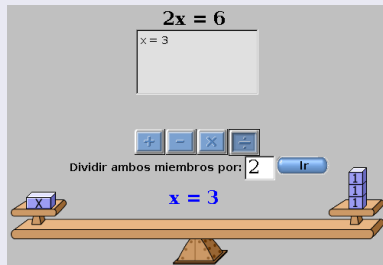 2x = 6
x = 3
+ − × ÷
Dividir ambos miembros por: 2 Ir
x = 3
X
1
1
1